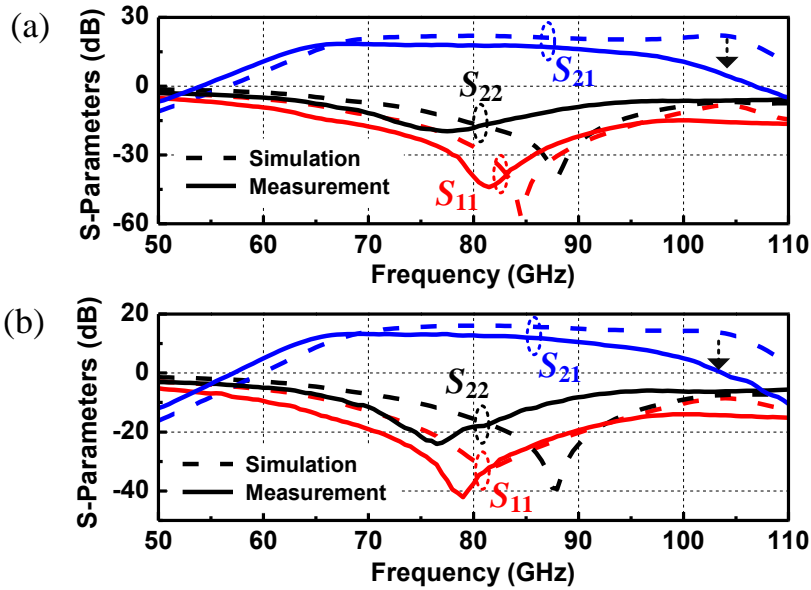 (a)
S-Parameters (dB)
30
0
-30
-60
S21
S22
S11
Simulation
Measurement
50 60 70 80 90 100 110
Frequency (GHz)
(b)
S-Parameters (dB)
20
0
-20
-40
S22
S21
S11
Simulation
Measurement
50 60 70 80 90 100 110
Frequency (GHz)